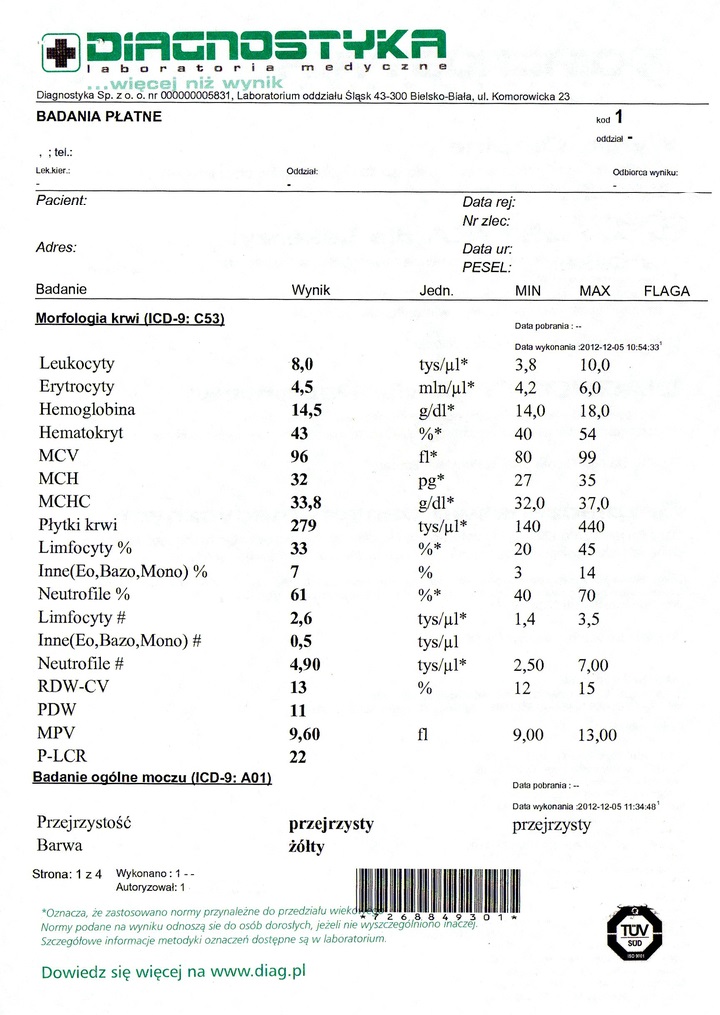 DIAGNOSTYKA
laboratoria medyczne
...więcej niż wynik
Diagnostyka Sp. z o. o. nr 000000005831, Laboratorium oddziału Śląsk 43-300 Bielsko-Biała, ul. Komorowicka 23
BADANIA PŁATNE kod 1
oddział -
, ; tel.:
Lek.kier.: Oddział: Odbiorca wyniku:
- - -
Pacient: Data rej:
Nr zlec:
Adres: Data ur:
PESEL:
Badanie Wynik Jedn. MIN MAX FLAGA
Morfologia krwi (ICD-9: C53) Data pobrania : --
Data wykonania :2012-12-05 10:54:33¹
Leukocyty 8,0 tys/µl* 3,8 10,0
Erytrocyty 4,5 mln/µl* 4,2 6,0
Hemoglobina 14,5 g/dl* 14,0 18,0
Hematokryt 43 %* 40 54
MCV 96 fl* 80 99
MCH 32 pg* 27 35
MCHC 33,8 g/dl* 32,0 37,0
Płytki krwi 279 tys/µl* 140 440
Limfocyty % 33 %* 20 45
Inne(Eo,Bazo,Mono) % 7 % 3 14
Neutrofile % 61 %* 40 70
Limfocyty # 2,6 tys/µl* 1,4 3,5
Inne(Eo,Bazo,Mono) # 0,5 tys/µl
Neutrofile # 4,90 tys/µl* 2,50 7,00
RDW-CV 13 % 12 15
PDW 11
MPV 9,60 fl 9,00 13,00
P-LCR 22
Badanie ogólne moczu (ICD-9: A01) Data pobrania : --
Data wykonania :2012-12-05 11:34:48¹
Przejrzystość przejrzysty przejrzysty
Barwa żółty
Strona: 1 z 4 Wykonano : 1 - -
Autoryzował: 1
*7268849301*
*Oznacza, że zastosowano normy przynależne do przedziału wiekowego.
Normy podane na wyniku odnoszą sie do osób dorosłych, jeżeli nie wyszczególniono inaczej.
Szczegółowe informacje metodyki oznaczeń dostępne są w laboratorium.
TÜV
SÜD
ISO 9001
Dowiedz się więcej na www.diag.pl